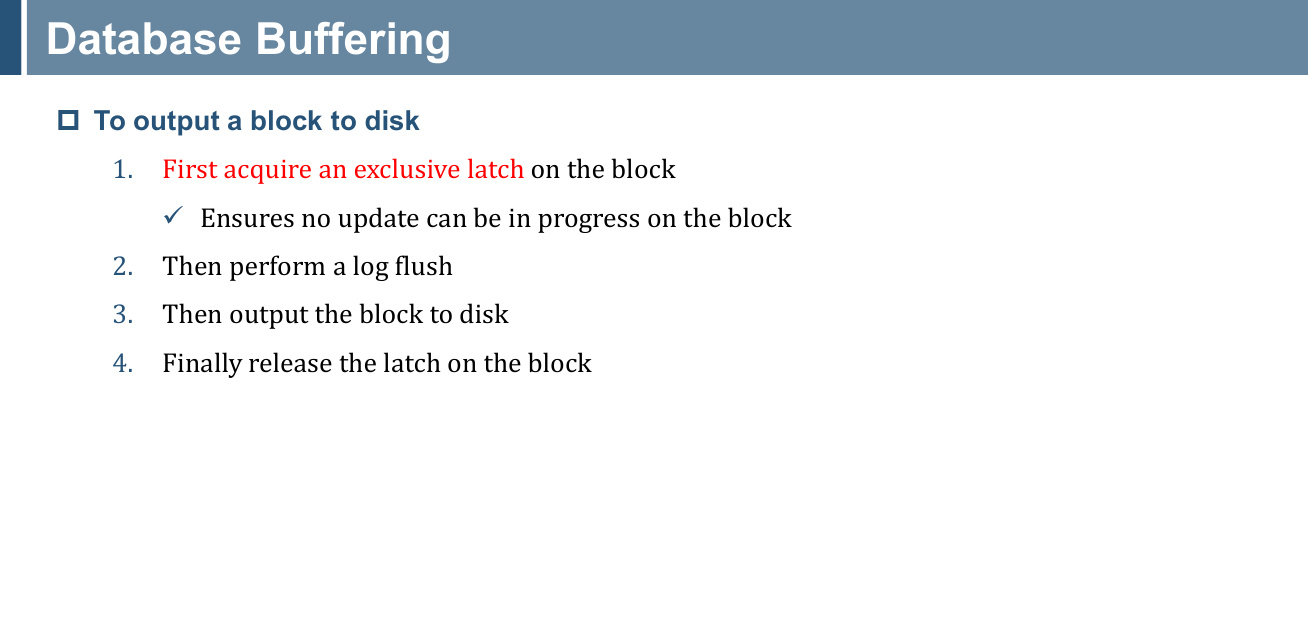 Database Buffering
To output a block to disk
1. First acquire an exclusive latch on the block
✓ Ensures no update can be in progress on the block
2. Then perform a log flush
3. Then output the block to disk
4. Finally release the latch on the block